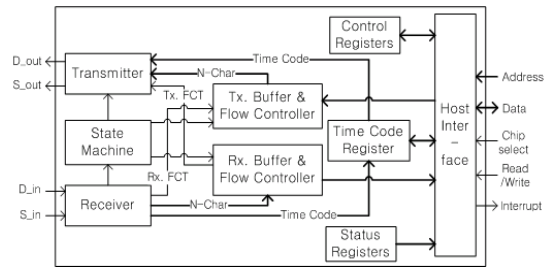 D_out
S_out
Transmitter
Time Code
N-Char
Tx. FCT
Control
Registers
Tx. Buffer &
Flow Controller
State
Machine
Time Code
Register
Host
Inter
-
face
Address
Data
Chip
select
Read
/Write
Interrupt
Rx. Buffer &
Flow Controller
Rx. FCT
D_in
S_in
Receiver
N-Char
Time Code
Status
Registers